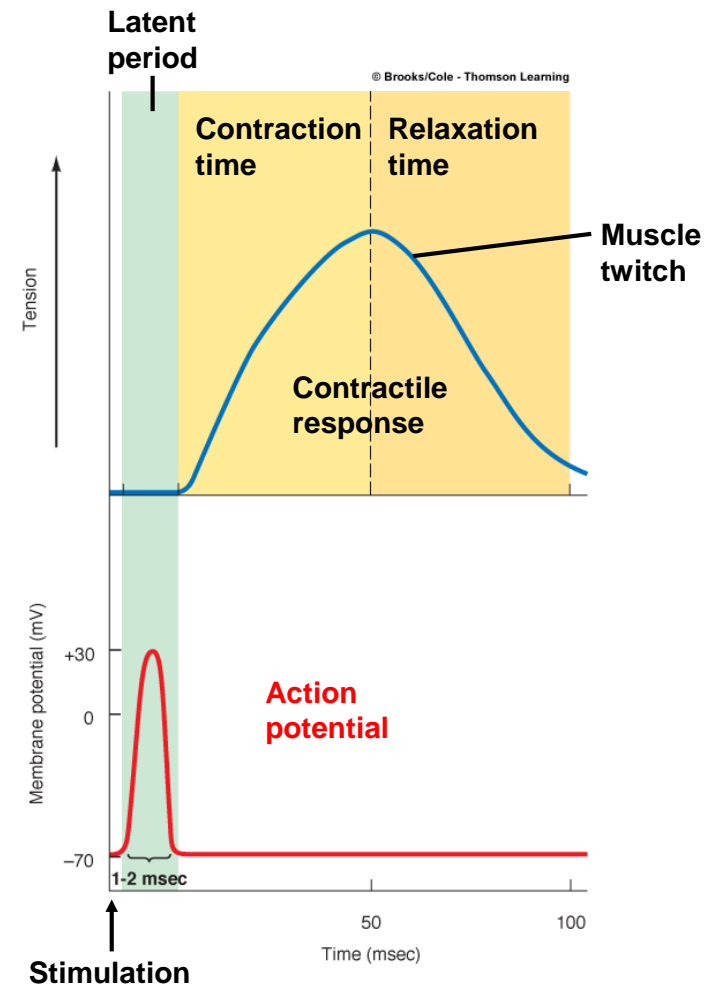 Latent
period
© Brooks/Cole - Thomson Learning
Contraction
time
Relaxation
time
Muscle
twitch
Tension
Contractile
response
Membrane potential (mV)
+30
0
–70
Action
potential
1-2 msec
50
100
Time (msec)
Stimulation